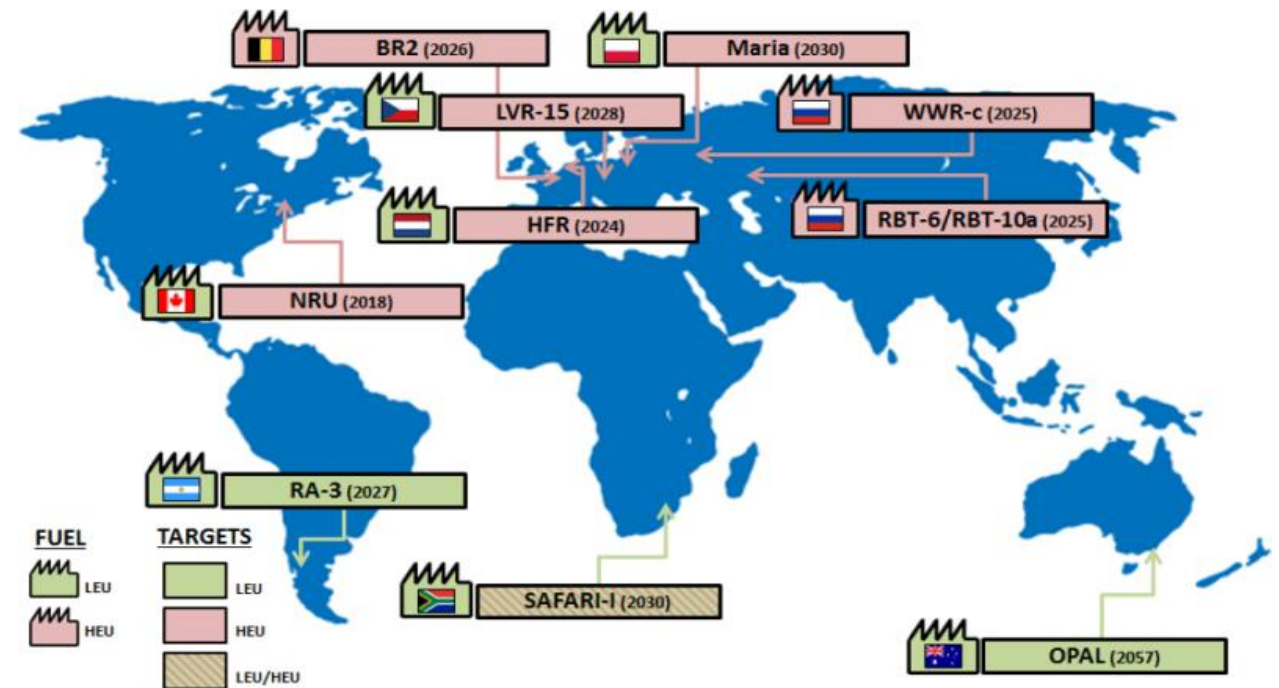 BR2 (2026)
Maria (2030)
LVR-15 (2028)
WWR-c (2025)
HFR (2024)
RBT-6/RBT-10a (2025)
NRU (2018)
RA-3 (2027)
FUEL
TARGETS
LEU
LEU
HEU
HEU
LEU/HEU
SAFARI-I (2030)
OPAL (2057)